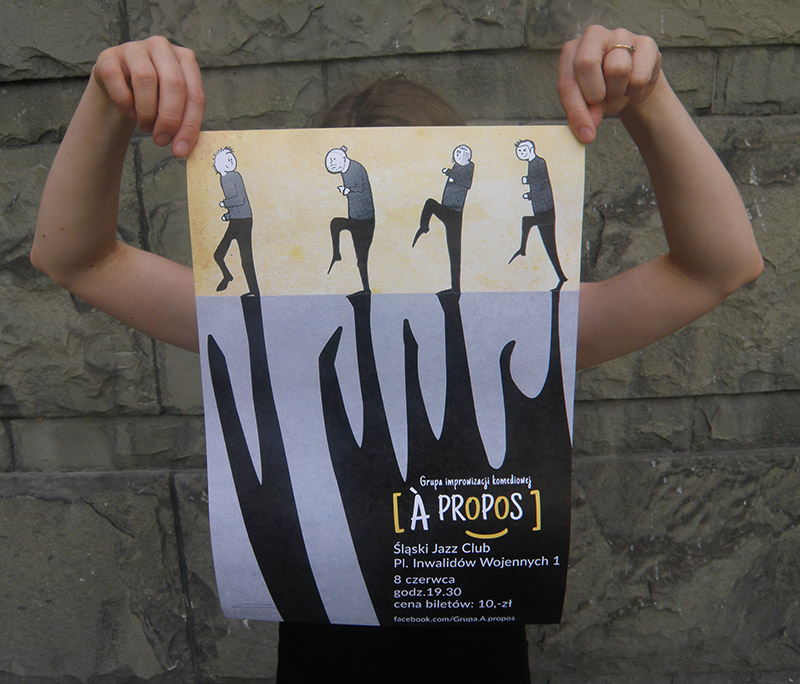 Grupa improwizacji komediowej
[À PROPOS]
Śląski Jazz Club
Pl. Inwalidów Wojennych 1
8 czerwca
godz.19.30
cena biletów: 10,-zł
facebook.com/Grupa.A.propos